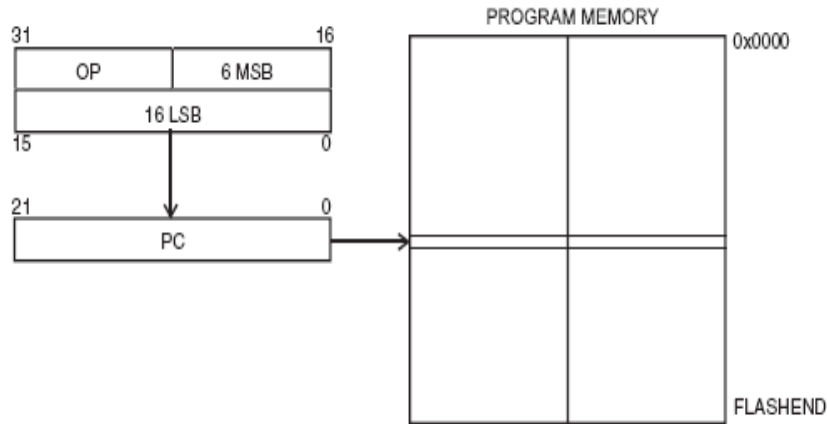 PROGRAM MEMORY
31 16
0x0000
OP 6 MSB
16 LSB
15 0
21 0
PC
FLASHEND